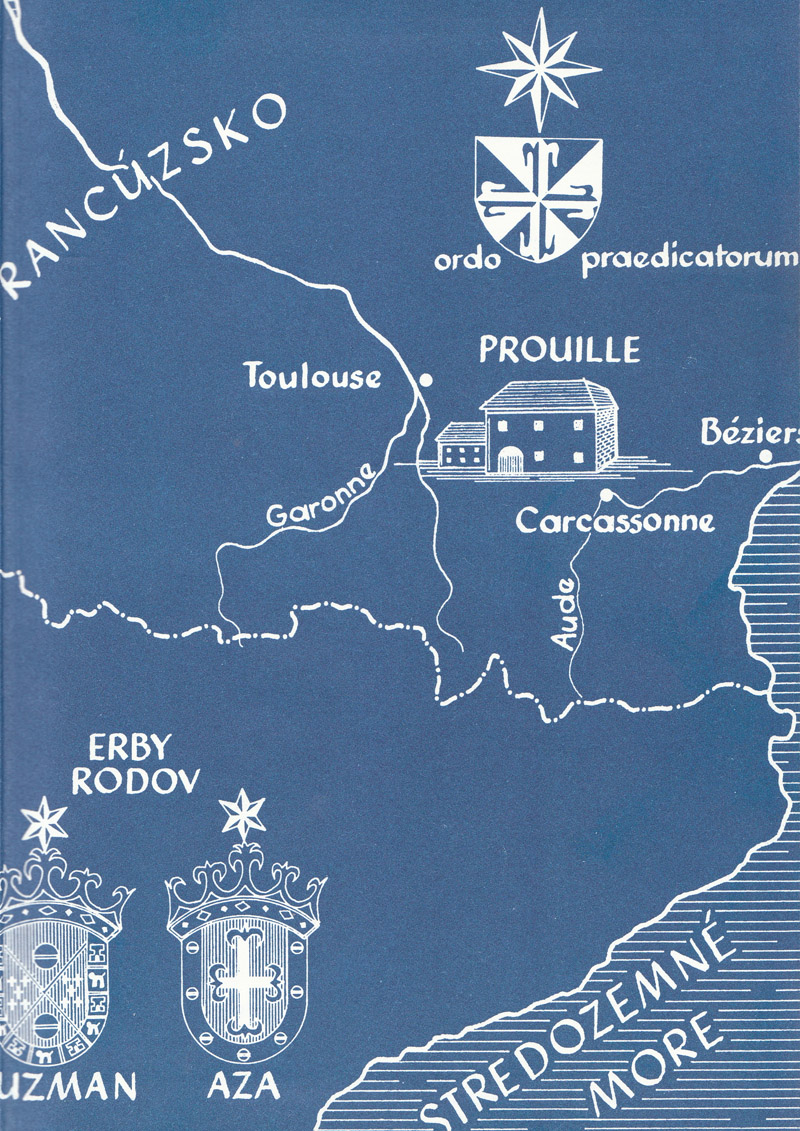 RANCÚZSKO
ordo praedicatorum
PROUILLE
Toulouse
Béziers
Garonne
Carcassonne
Aude
ERBY
RODOV
UZMAN
AZA
STREDOZEMNÉ
MORE